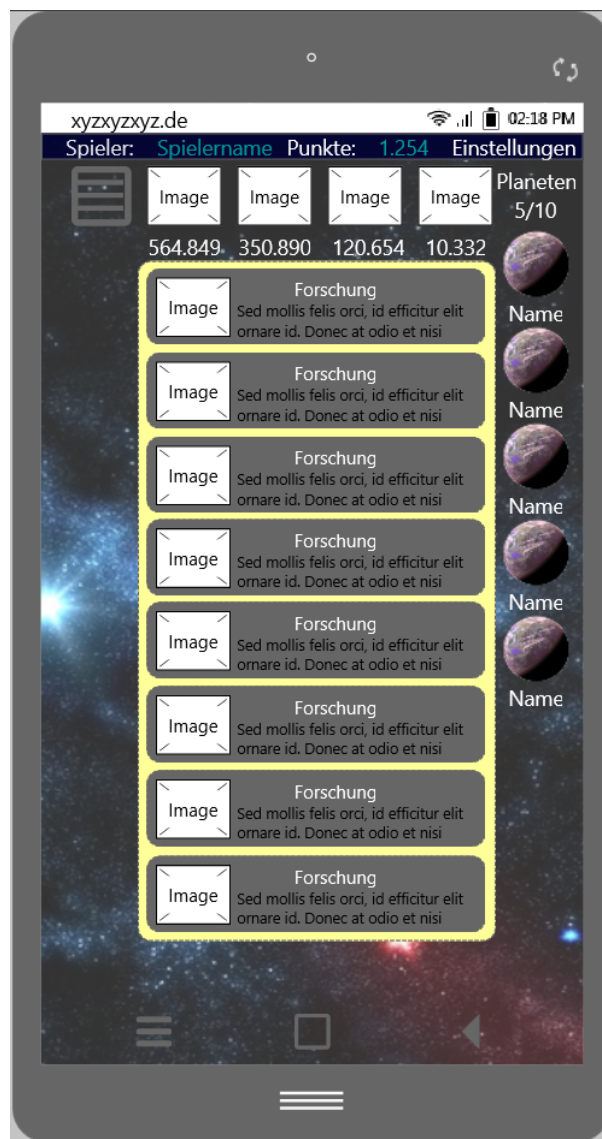 xyzxyzxyz.de 02:18 PM
Spieler: Spielername Punkte: 1.254 Einstellungen
Image Image Image Image Planeten
5/10
564.849 350.890 120.654 10.332
Image
Forschung
Sed mollis felis orci, id efficitur elit
ornare id. Donec at odio et nisi
Name
Image
Forschung
Sed mollis felis orci, id efficitur elit
ornare id. Donec at odio et nisi
Name
Image
Forschung
Sed mollis felis orci, id efficitur elit
ornare id. Donec at odio et nisi
Name
Image
Forschung
Sed mollis felis orci, id efficitur elit
ornare id. Donec at odio et nisi
Name
Image
Forschung
Sed mollis felis orci, id efficitur elit
ornare id. Donec at odio et nisi
Name
Image
Forschung
Sed mollis felis orci, id efficitur elit
ornare id. Donec at odio et nisi
Image
Forschung
Sed mollis felis orci, id efficitur elit
ornare id. Donec at odio et nisi
Image
Forschung
Sed mollis felis orci, id efficitur elit
ornare id. Donec at odio et nisi